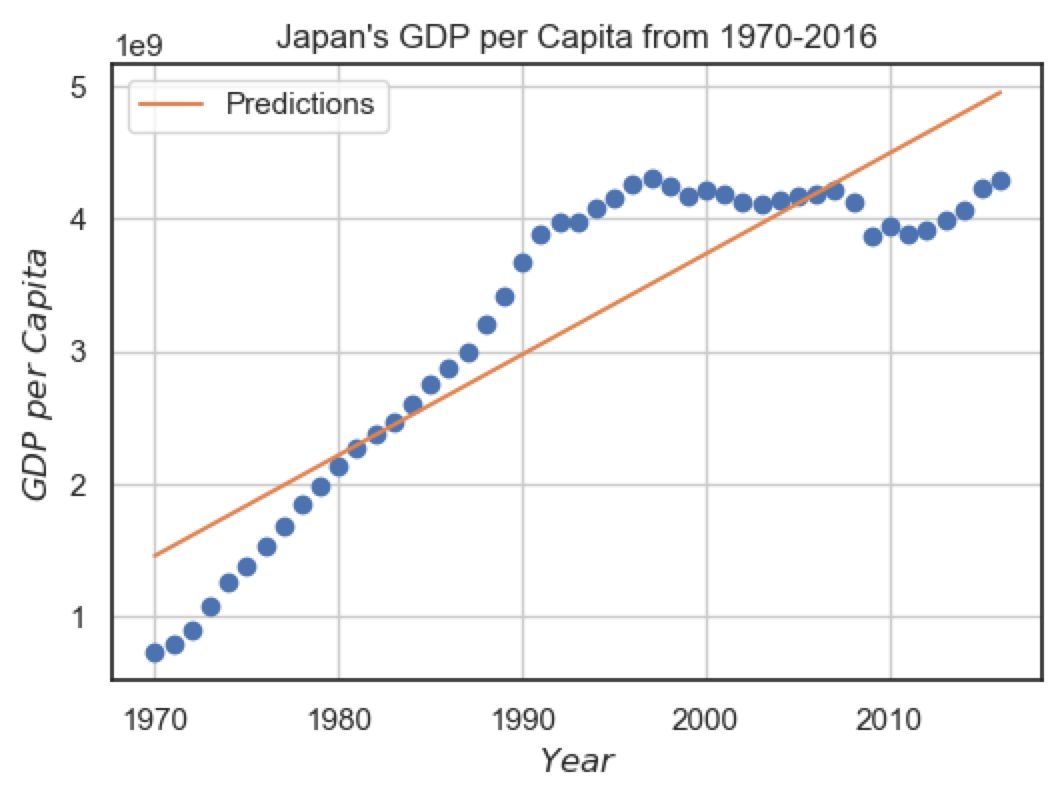 Japan's GDP per Capita from 1970-2016
1e9
Predictions
5
4
3
2
1
GDP per Capita
1970 1980 1990 2000 2010
Year